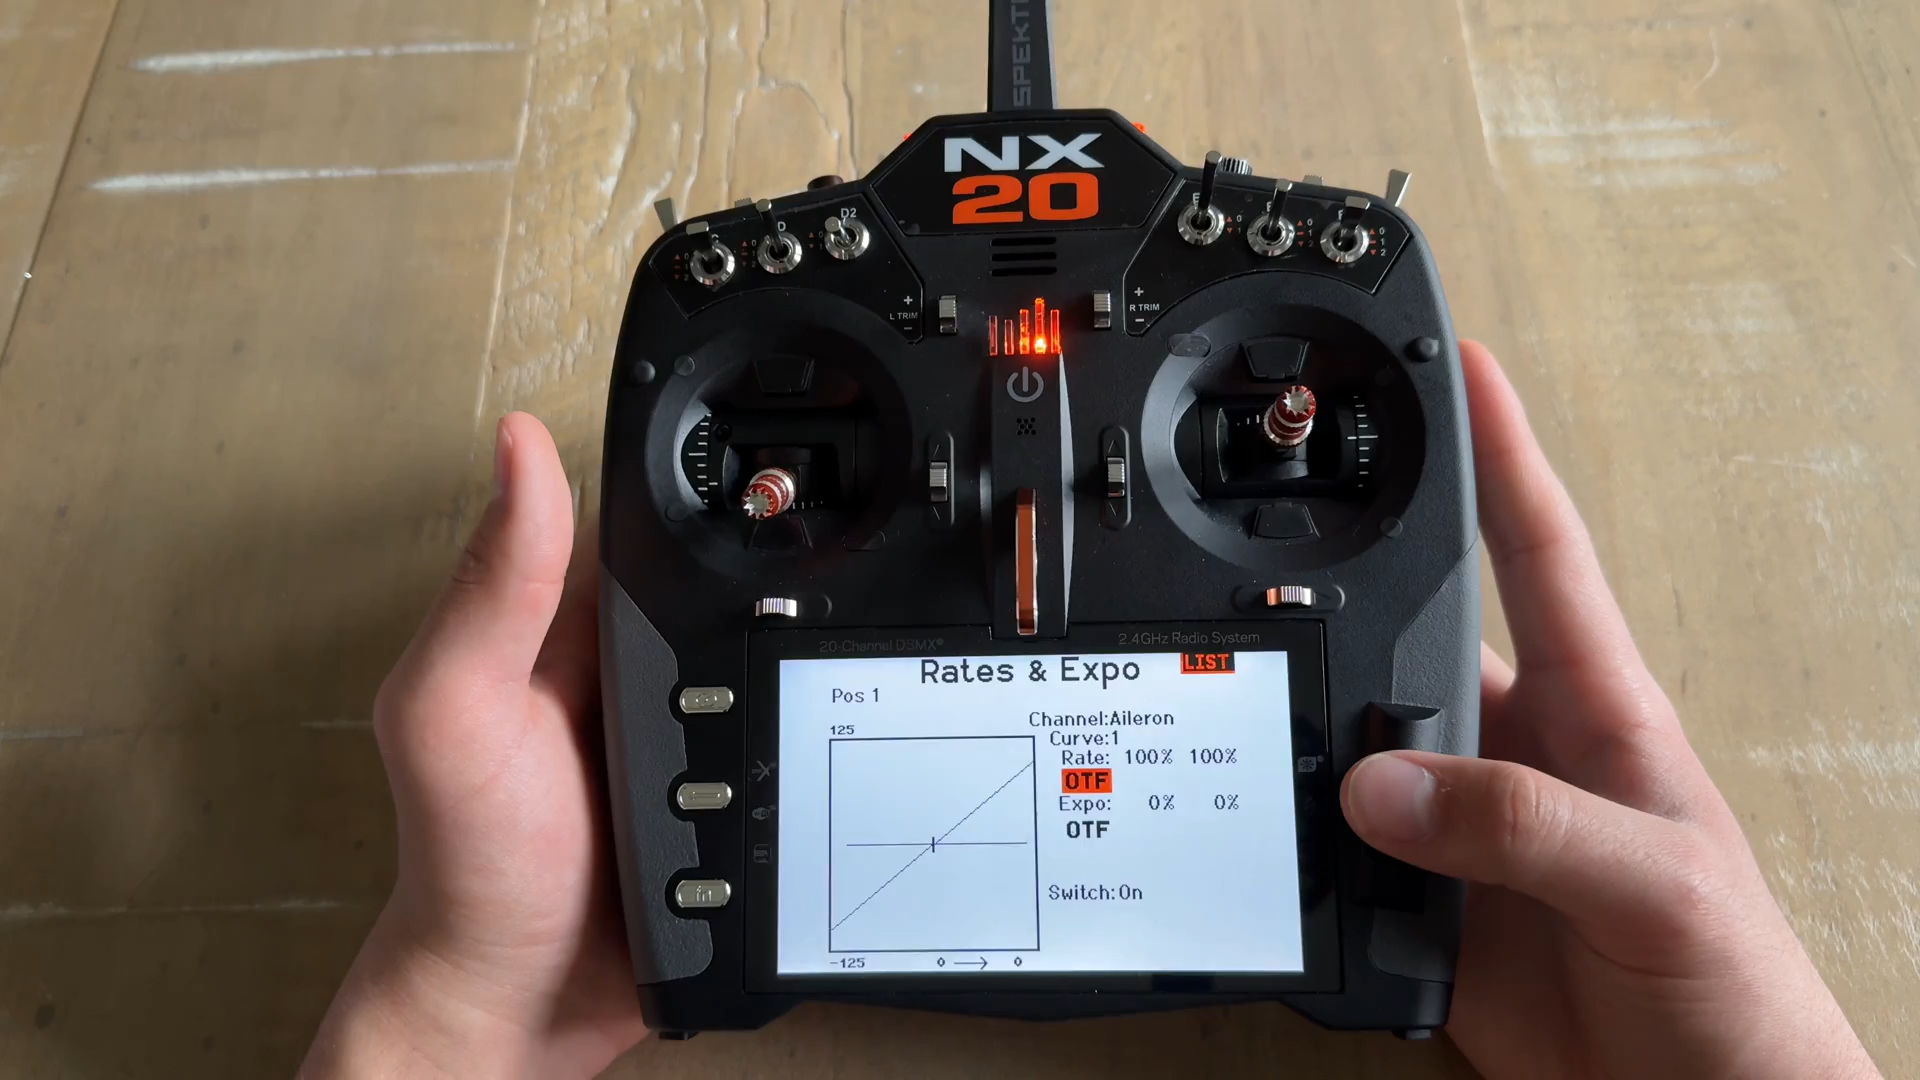 SPEKT
NX
20
D2
D
+
L TRIM
−
+
R TRIM
−
20-Channel DSMX®
2.4GHz Radio System
Rates & Expo
LIST
Pos 1
Channel:Aileron
125
Curve:1
Rate: 100% 100%
OTF
Expo: 0% 0%
OTF
Switch:On
-125
0 → 0